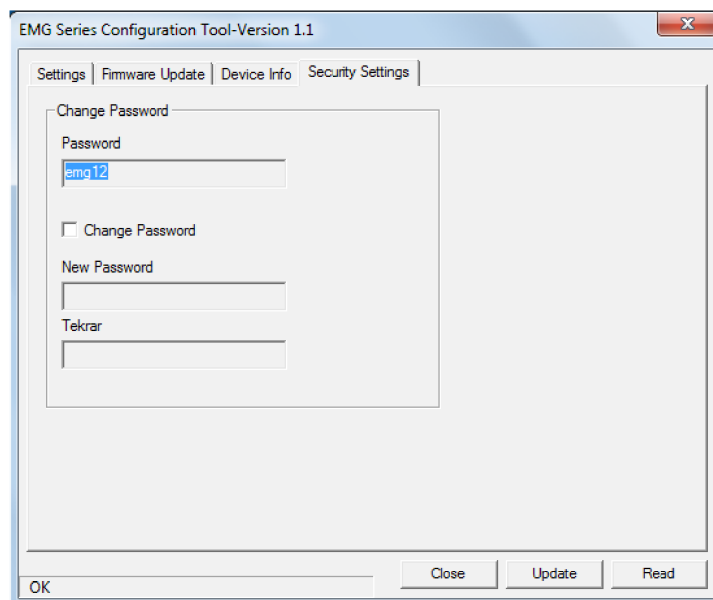 EMG Series Configuration Tool-Version 1.1
Settings Firmware Update Device Info Security Settings
Change Password
Password
emg12
Change Password
New Password
Tekrar
Close Update Read
OK